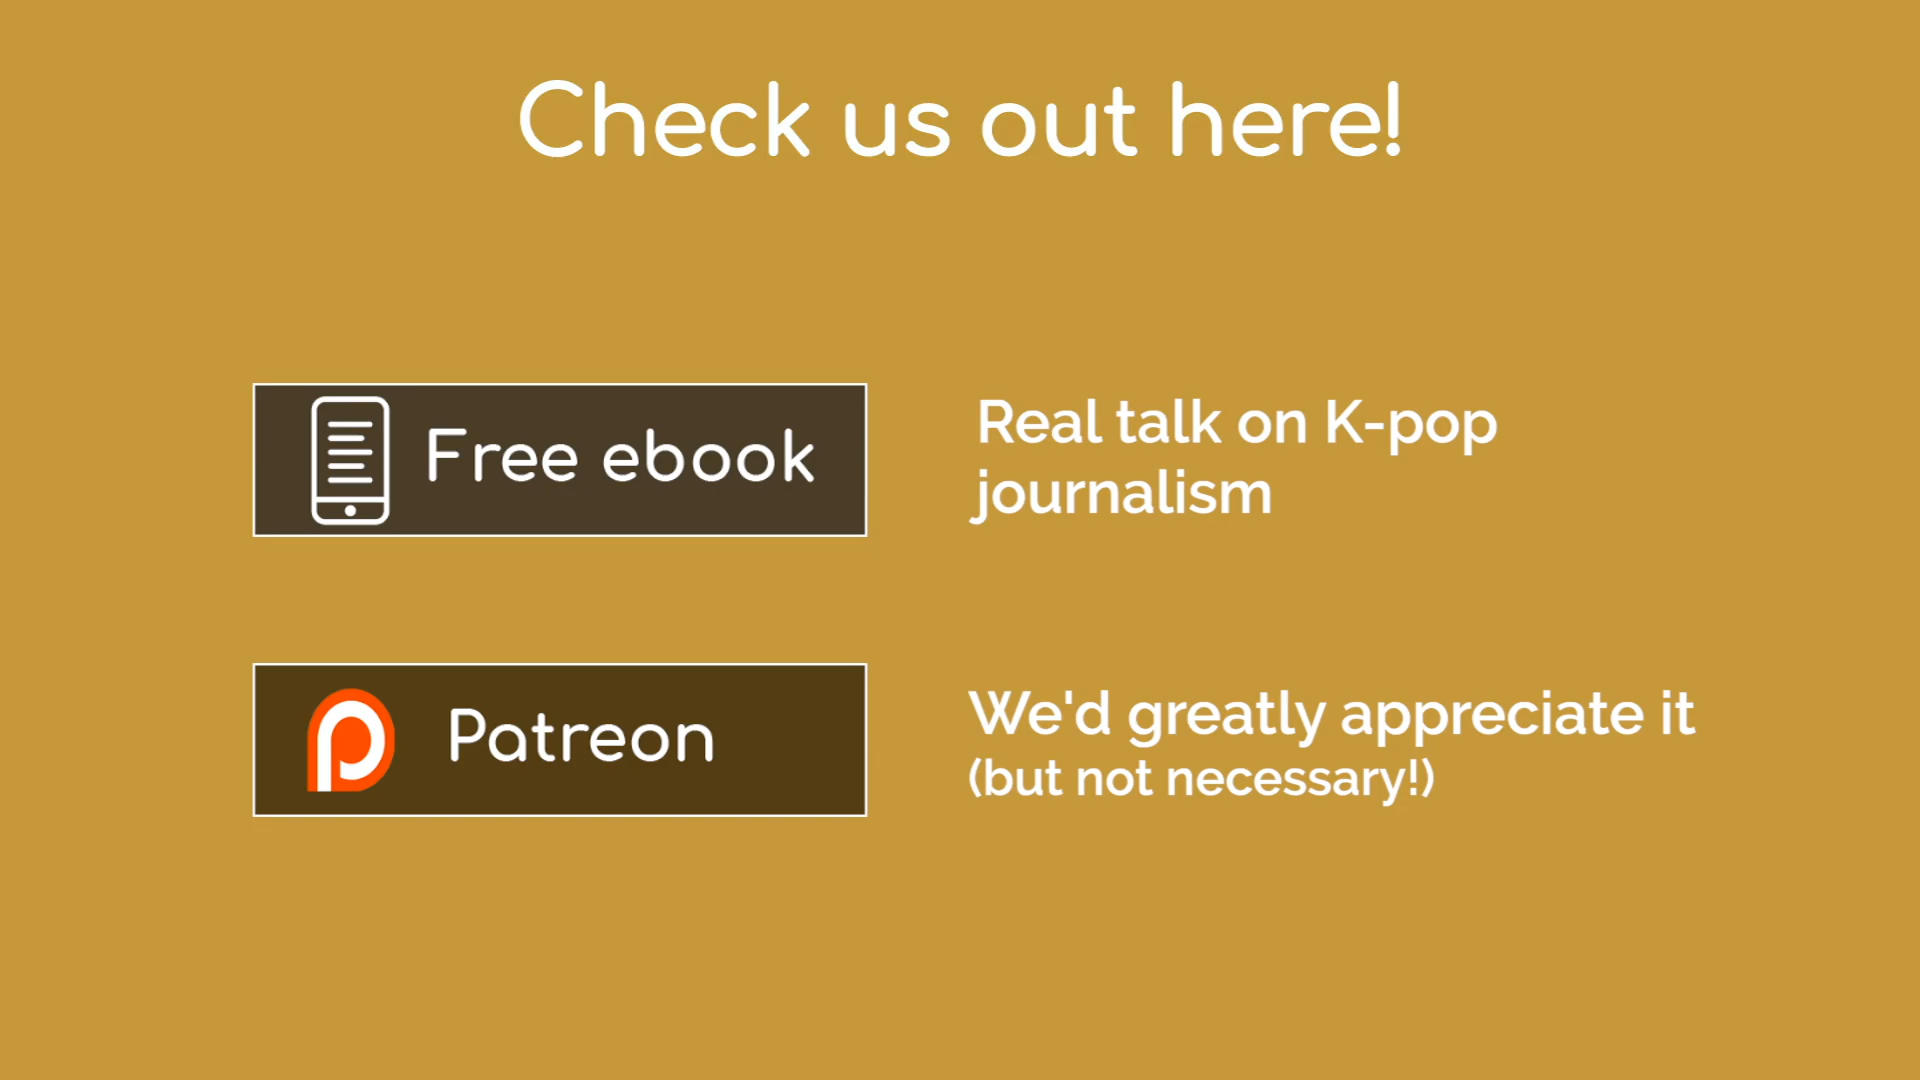 Check us out here!
Free ebook
Real talk on K-pop
journalism
Patreon
We'd greatly appreciate it
(but not necessary!)